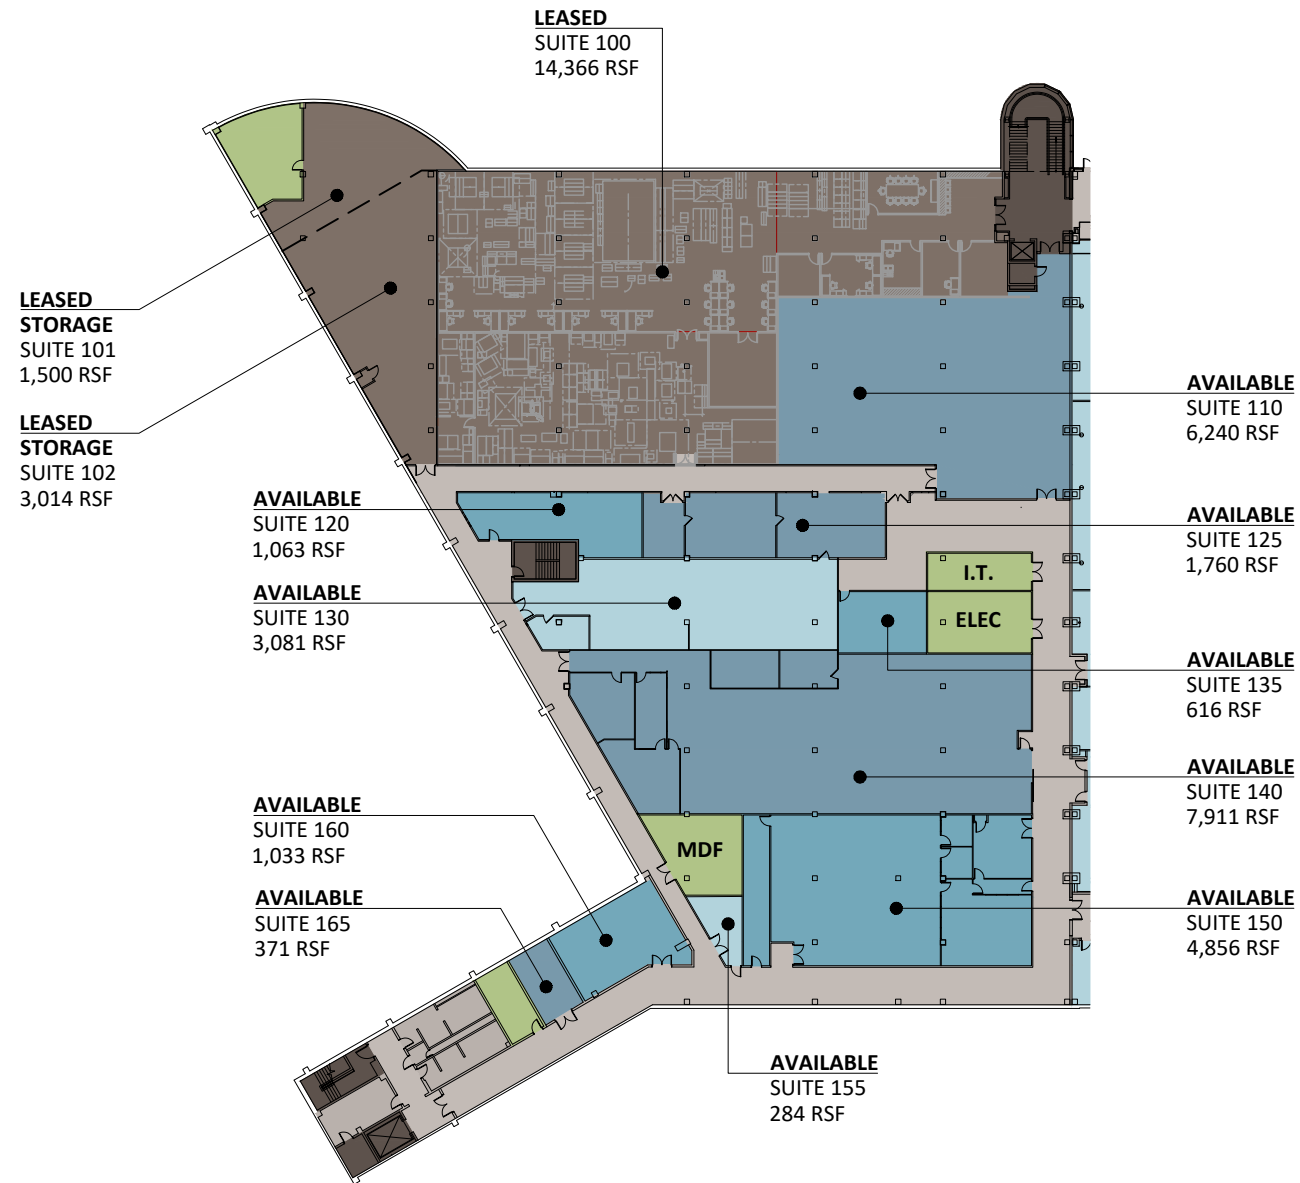 LEASED
SUITE 100
14,366 RSF
LEASED
STORAGE
SUITE 101
1,500 RSF
LEASED
STORAGE
SUITE 102
3,014 RSF
AVAILABLE
SUITE 110
6,240 RSF
AVAILABLE
SUITE 120
1,063 RSF
AVAILABLE
SUITE 125
1,760 RSF
I.T.
AVAILABLE
SUITE 130
3,081 RSF
ELEC
AVAILABLE
SUITE 135
616 RSF
AVAILABLE
SUITE 140
7,911 RSF
AVAILABLE
SUITE 160
1,033 RSF
MDF
AVAILABLE
SUITE 165
371 RSF
AVAILABLE
SUITE 150
4,856 RSF
AVAILABLE
SUITE 155
284 RSF